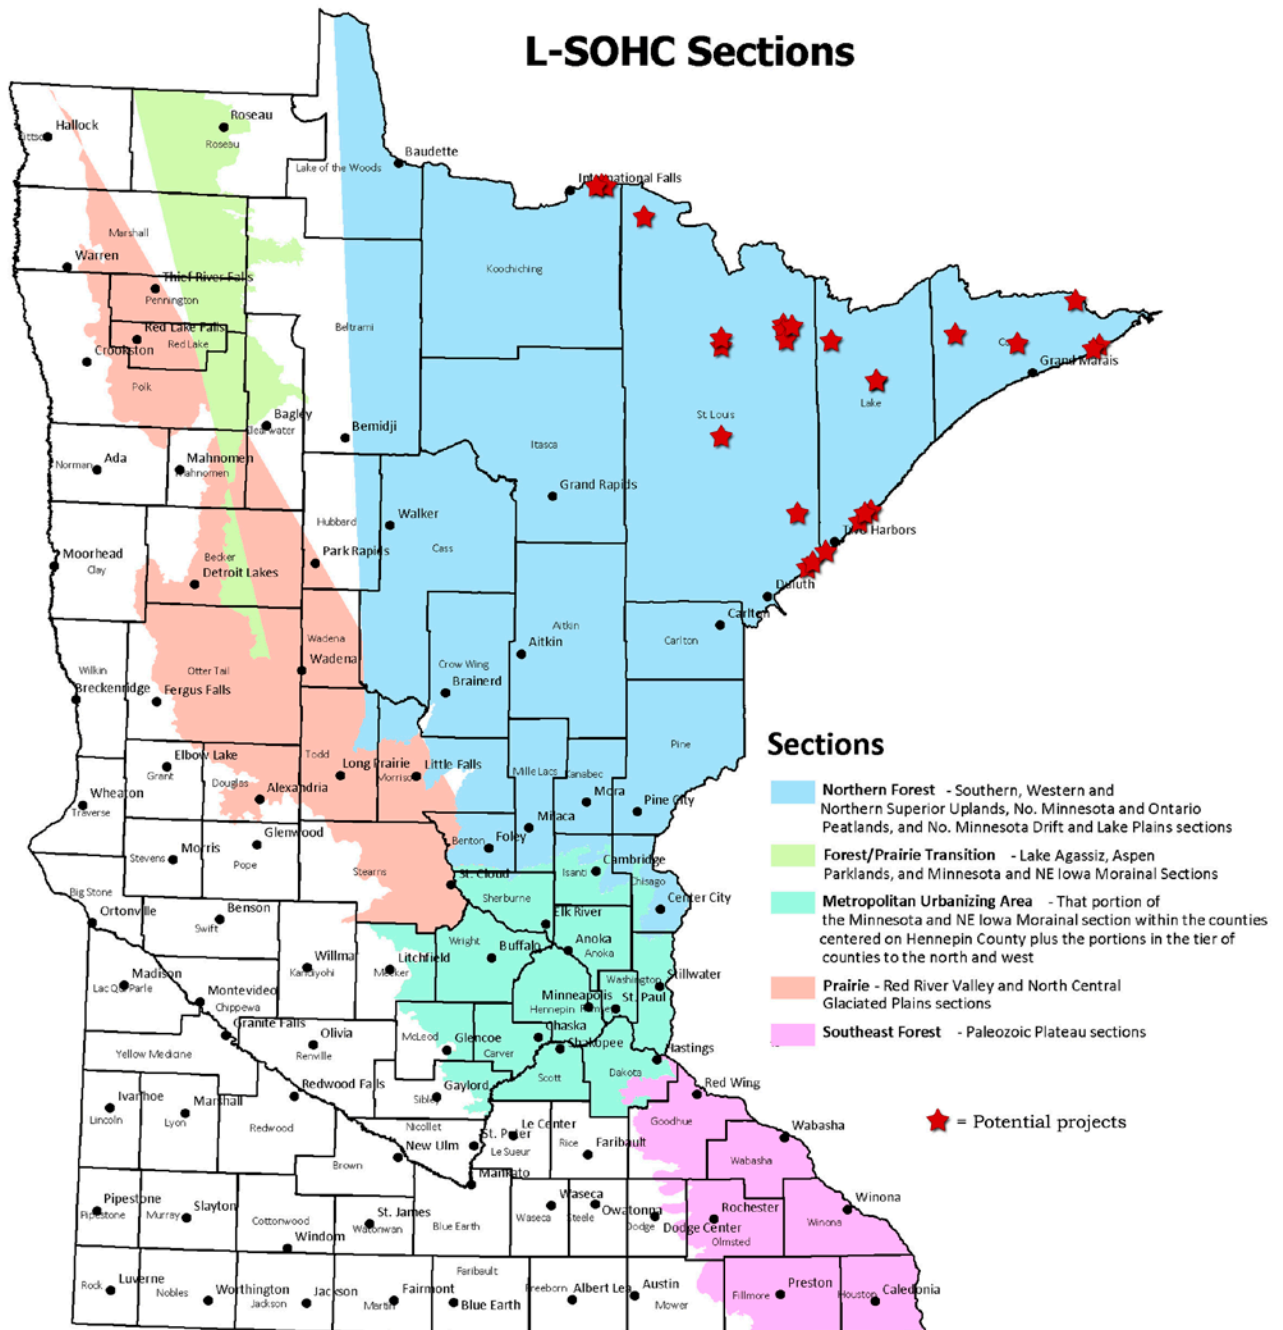 L-SOHC Sections
Hallock
Roseau
Roseau
Baudette
Lake of the Woods
International Falls
Marshall
Warren
Thief River Falls
Pennington
Koochiching
Red Lake Falls
Red Lake
Beltrami
Crookston
Polk
Grand Marais
Lake
Bagley
Clearwater
Bemidji
St. Louis
Itasca
Ada
Norman
Mahnomen
Mahnomen
Grand Rapids
Walker
Hubbard
Two Harbors
Moorhead
Clay
Becker
Detroit Lakes
Park Rapids
Cass
Duluth
Carlton
Aitkin
Carlton
Wadena
Aitkin
Wilkin
Otter Tail
Wadena
Crow Wing
Brainerd
Breckenridge
Fergus Falls
Pine
Elbow Lake
Grant
Douglas
Todd
Long Prairie
Morrison
Little Falls
Mille Lacs
Kanabec
Alexandria
Wheaton
Traverse
Mora
Pine City
Milaca
Glenwood
Morris
Stevens
Pope
Benton
Foley
Stearns
Cambridge
Isanti
Chisago
St. Cloud
Big Stone
Sherburne
Center City
Ortonville
Benson
Swift
Elk River
Wright
Buffalo
Anoka
Anoka
Willmar
Kandiyohi
Litchfield
Meeker
Madison
Lac Qui Parle
Montevideo
Chippewa
Washington
Stillwater
Minneapolis
St. Paul
Hennepin
Ramsey
Granite Falls
Olivia
Renville
McLeod
Glencoe
Chaska
Shakopee
Carver
Yellow Medicine
Hastings
Scott
Dakota
Redwood Falls
Gaylord
Sibley
Red Wing
Ivanhoe
Lincoln
Marshall
Lyon
Redwood
Nicollet
New Ulm
St. Peter
Le Center
Le Sueur
Rice
Faribault
Goodhue
Wabasha
Wabasha
Brown
Mankato
Pipestone
Pipestone
Murray
Slayton
Cottonwood
Windom
St. James
Watonwan
Blue Earth
Waseca
Waseca
Steele
Owatonna
Dodge
Dodge Center
Rochester
Olmsted
Winona
Winona
Rock
Luverne
Nobles
Worthington
Jackson
Jackson
Fairmont
Martin
Faribault
Blue Earth
Freeborn
Albert Lea
Austin
Mower
Fillmore
Preston
Houston
Caledonia
Sections
Northern Forest - Southern, Western and
Northern Superior Uplands, No. Minnesota and Ontario
Peatlands, and No. Minnesota Drift and Lake Plains sections
Forest/Prairie Transition - Lake Agassiz, Aspen
Parklands, and Minnesota and NE Iowa Morainal Sections
Metropolitan Urbanizing Area - That portion of
the Minnesota and NE Iowa Morainal section within the counties
centered on Hennepin County plus the portions in the tier of
counties to the north and west
Prairie - Red River Valley and North Central
Glaciated Plains sections
Southeast Forest - Paleozoic Plateau sections
= Potential projects